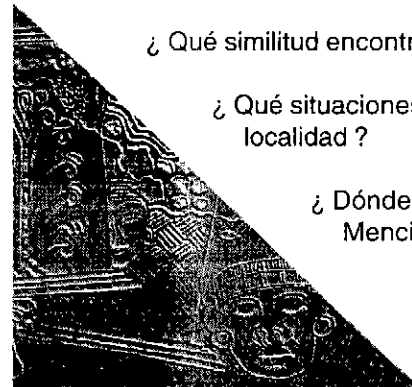 ¿ Qué similitud encontr
¿ Qué situaciones
localidad ?
¿ Dónde
Menci